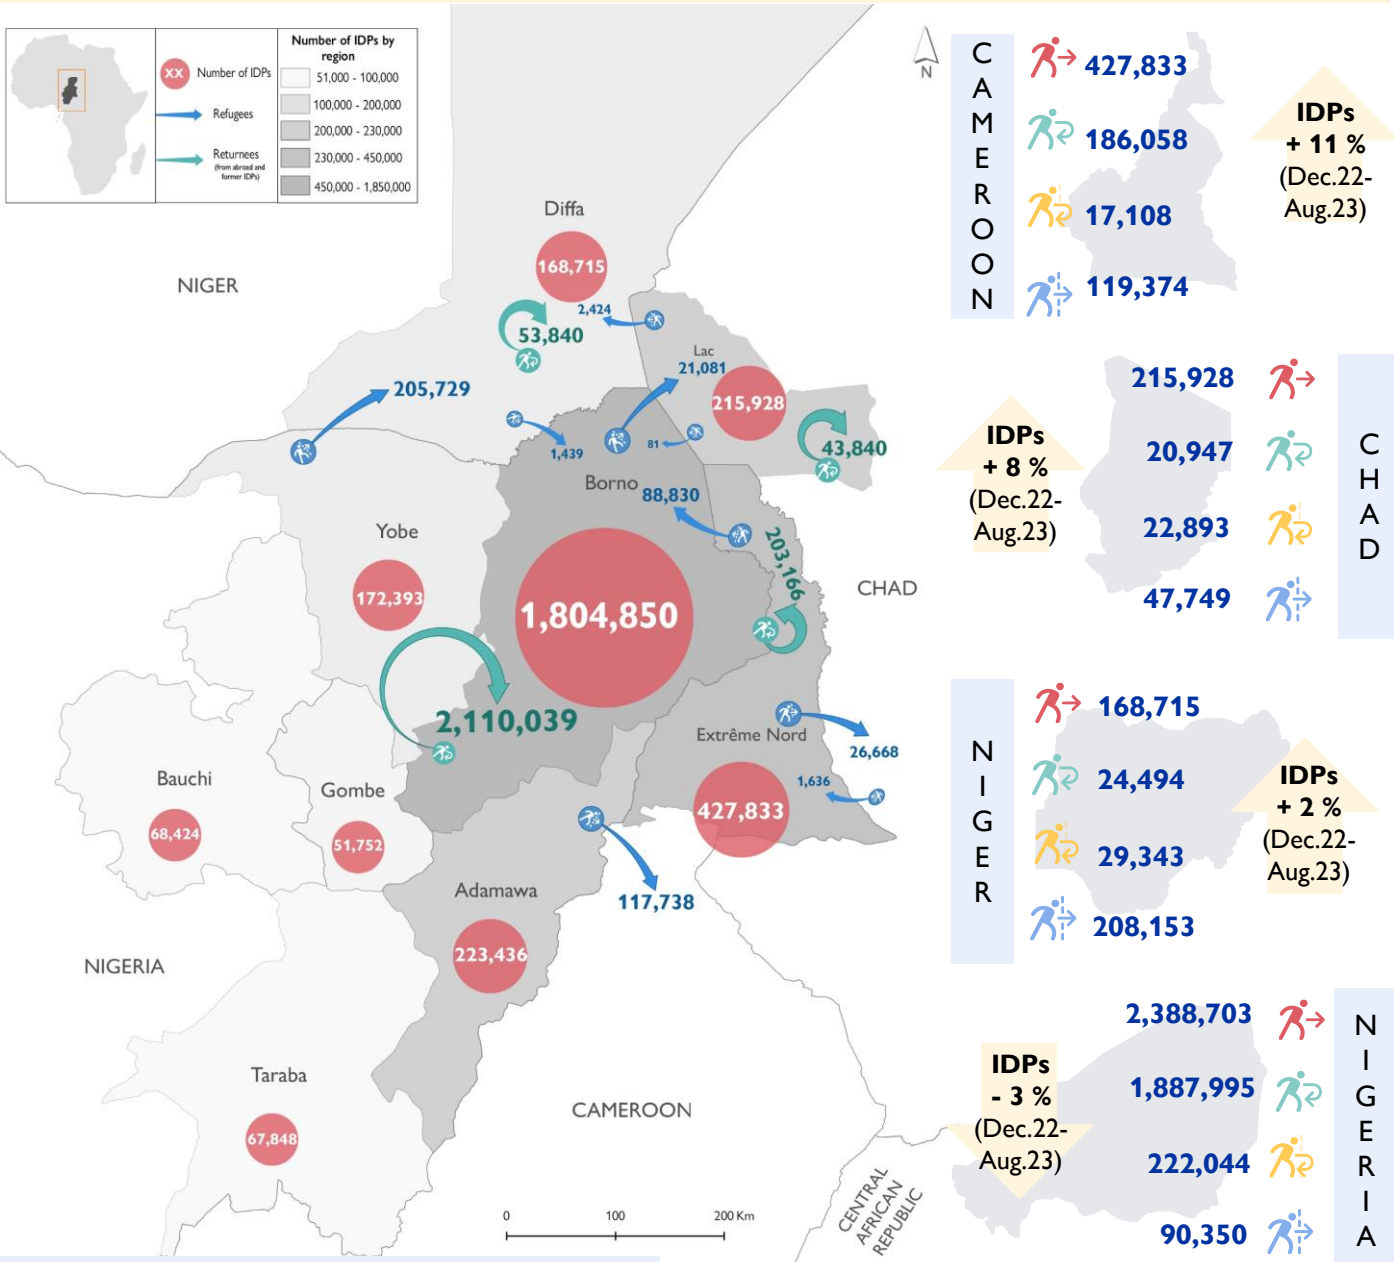 XX
Number of IDPs
Refugees
Returnees
(from abroad and
former IDPs)
Number of IDPs by
region
51,000 - 100,000
100,000 - 200,000
200,000 - 230,000
230,000 - 450,000
450,000 - 1,850,000
N
NIGER
Diffa
168,715
2,424
53,840
205,729
Lac
21,081
215,928
43,840
1,439
81
Borno
88,830
203,166
CHAD
Yobe
172,393
1,804,850
2,110,039
Extrême Nord
26,668
1,636
427,833
Bauchi
68,424
Gombe
51,752
Adamawa
117,738
223,436
NIGERIA
Taraba
67,848
CAMEROON
CENTRAL
AFRICAN
REPUBLIC
0 100 200 Km
C
A
M
E
R
O
O
N
427,833
186,058
17,108
119,374
IDPs
+ 11 %
(Dec.22-
Aug.23)
IDPs
+ 8 %
(Dec.22-
Aug.23)
215,928
20,947
22,893
47,749
C
H
A
D
N
I
G
E
R
168,715
24,494
29,343
208,153
IDPs
+ 2 %
(Dec.22-
Aug.23)
IDPs
- 3 %
(Dec.22-
Aug.23)
2,388,703
1,887,995
222,044
90,350
N
I
G
E
R
I
A